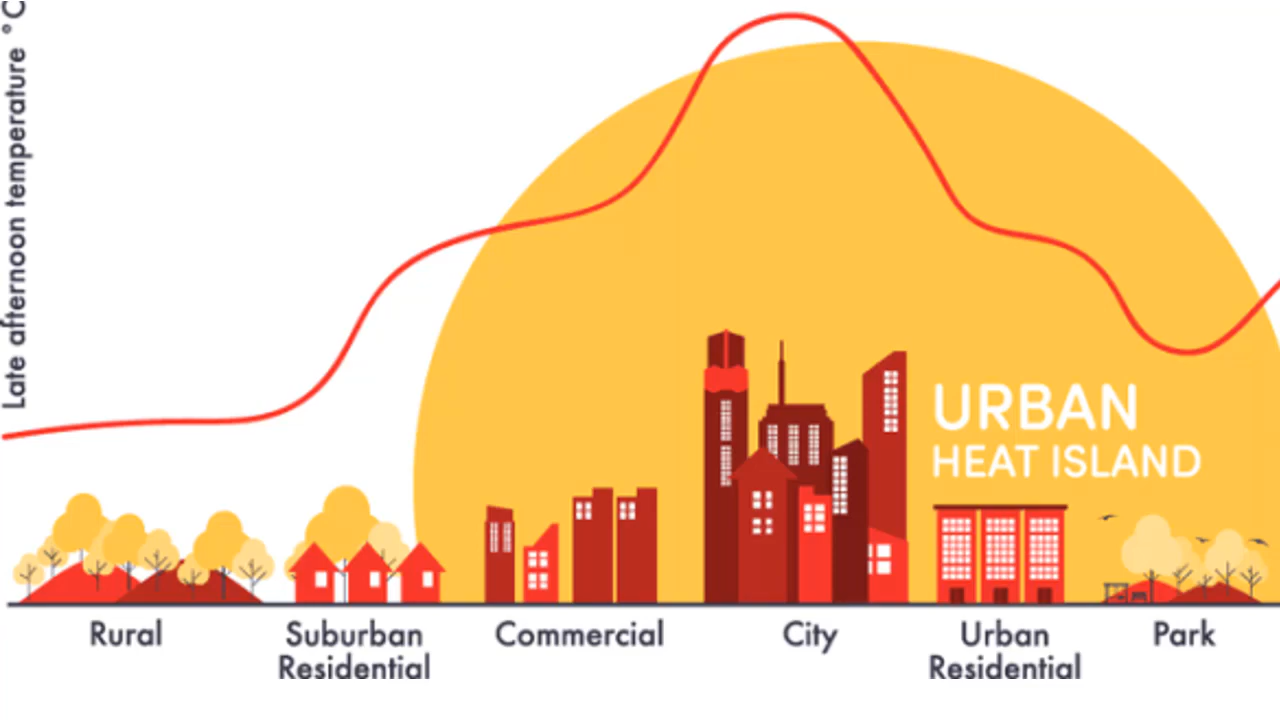 Late afternoon temperature °C
URBAN
HEAT ISLAND
Rural
Suburban
Residential
Commercial
City
Urban
Residential
Park